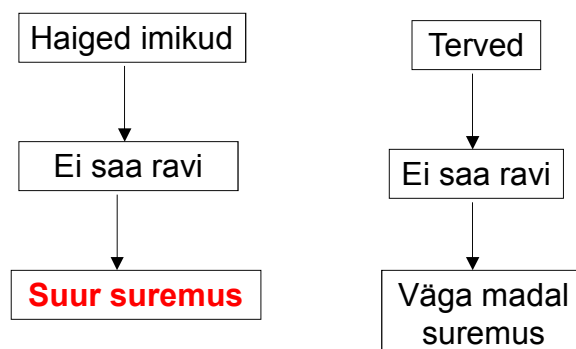 Haiged imikud
Ei saa ravi
Suur suremus
Terved
Ei saa ravi
Väga madal
suremus